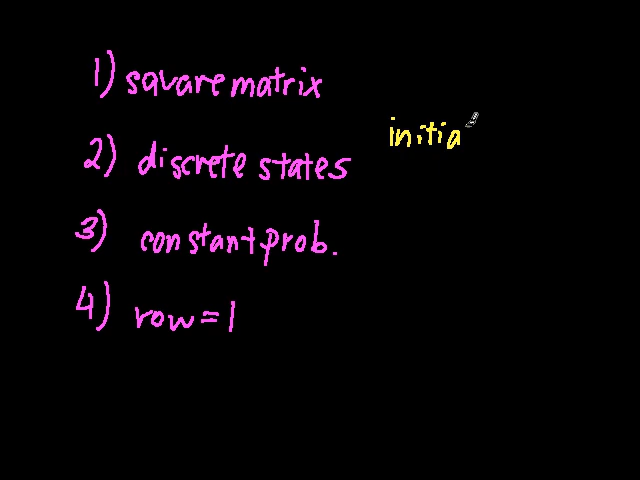 1) square matrix
initia
2) discrete states
3) constant prob.
4) row = 1